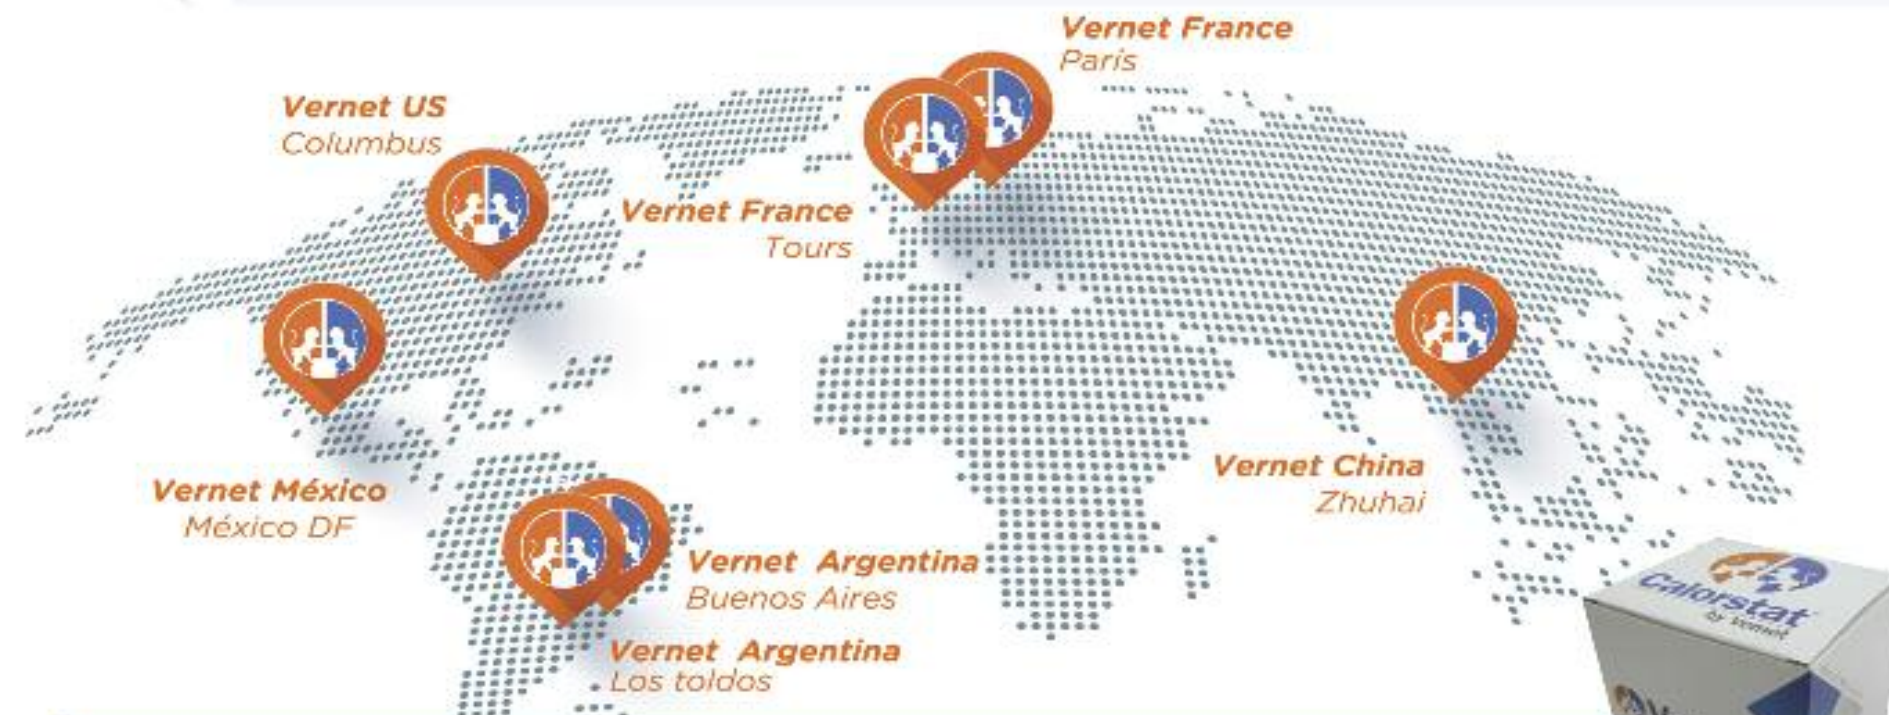 Vernet France
Paris
Vernet US
Columbus
Vernet France
Tours
Vernet China
Zhuhai
Vernet México
México DF
Vernet Argentina
Buenos Aires
Vernet Argentina
Los toldos
Calorstat
by Vernet